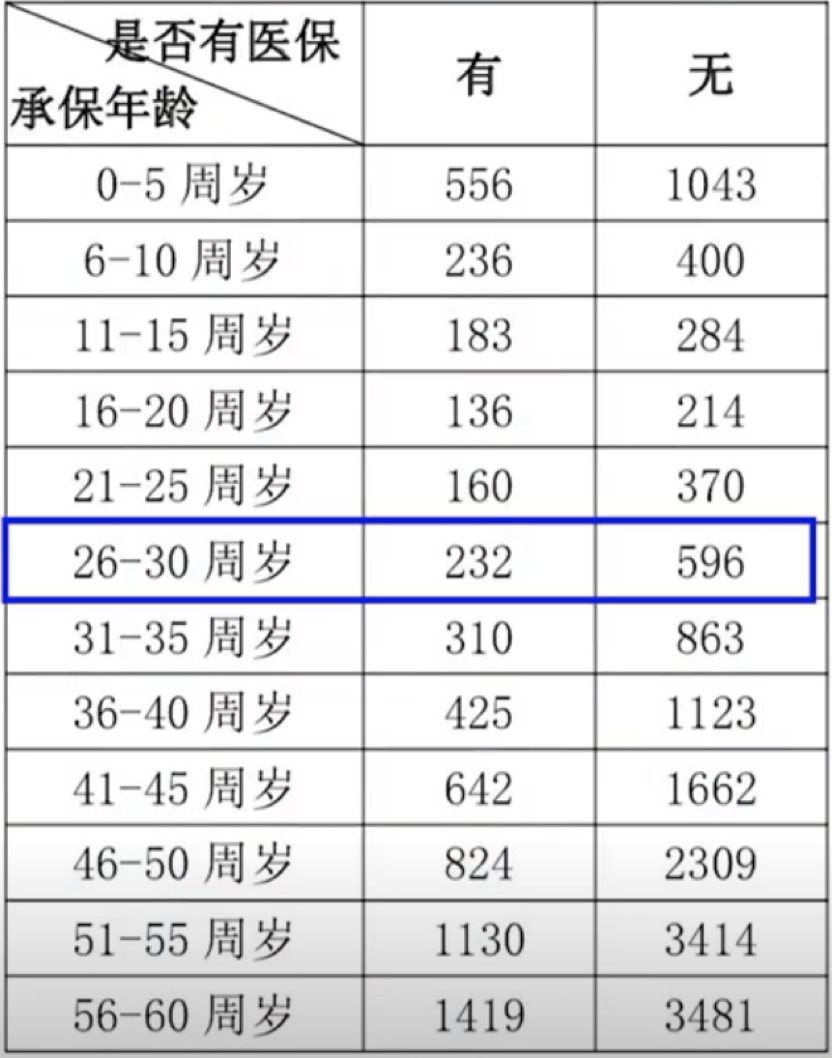 是否有医保
承保年龄
有 无
0-5 周岁 556 1043
6-10 周岁 236 400
11-15 周岁 183 284
16-20 周岁 136 214
21-25 周岁 160 370
26-30 周岁 232 596
31-35 周岁 310 863
36-40 周岁 425 1123
41-45 周岁 642 1662
46-50 周岁 824 2309
51-55 周岁 1130 3414
56-60 周岁 1419 3481